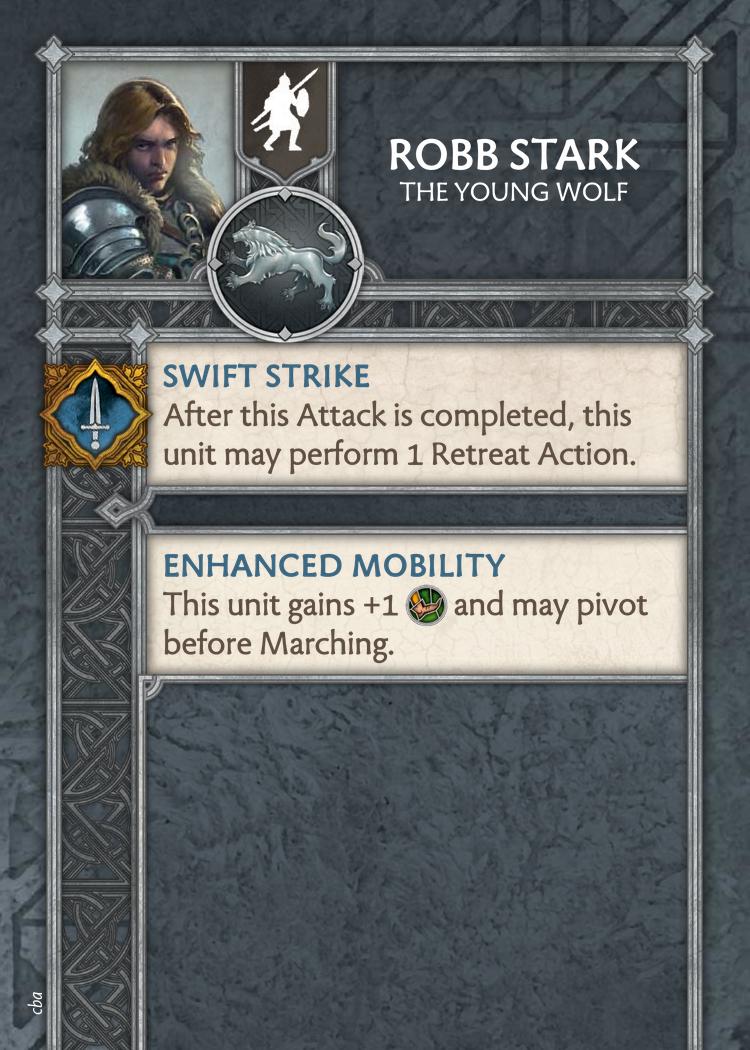 ROBB STARK
THE YOUNG WOLF
SWIFT STRIKE
After this Attack is completed, this
unit may perform 1 Retreat Action.
ENHANCED MOBILITY
This unit gains +1 and may pivot
before Marching.
cba